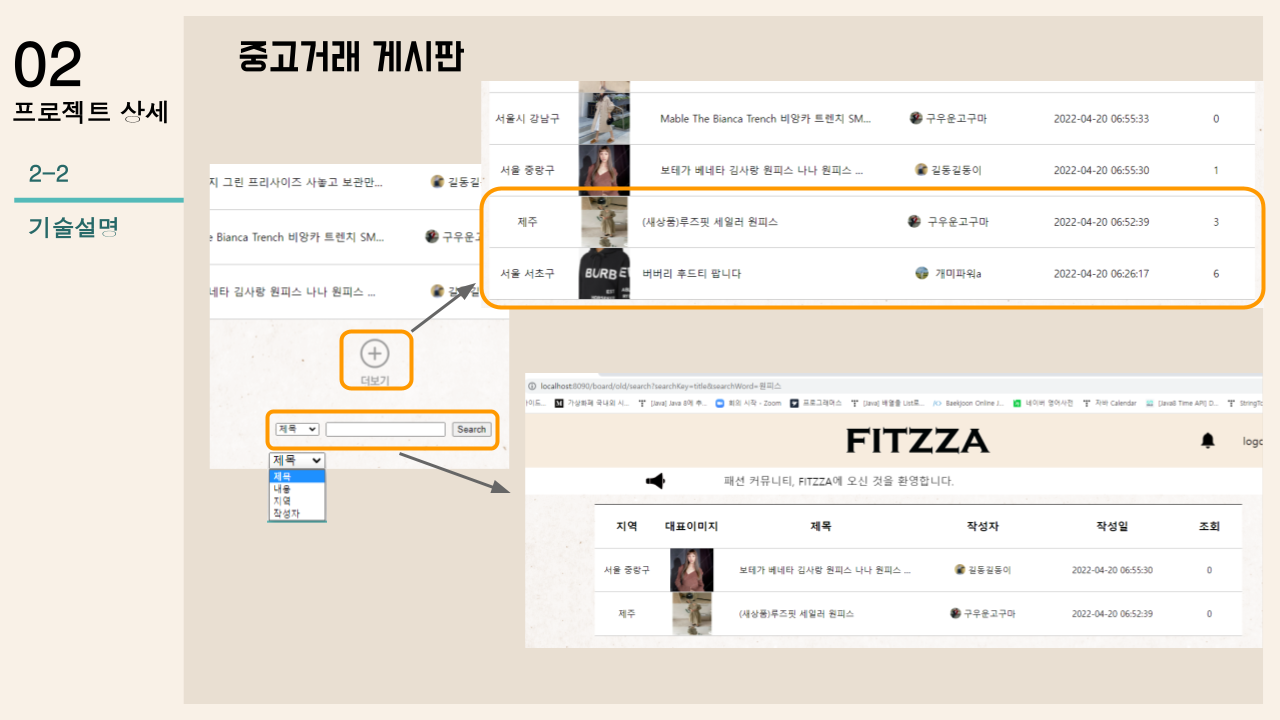 02
프로젝트 상세
2-2
기술설명
중고거래 게시판
지 그린 프리사이즈 사놓고 보관만... 길동길
Bianca Trench 비앙카 트렌치 SM... 구우운고
네타 김사랑 원피스 나나 원피스 ...
더보기
제목 Search
제목
제목
내용
지역
작성자
서울시 강남구 Mable The Bianca Trench 비앙카 트렌치 SM... 구우운고구마 2022-04-20 06:55:33 0
서울 중랑구 보테가 베네타 김사랑 원피스 나나 원피스 ... 길동길동이 2022-04-20 06:55:30 1
제주 (새상품)루즈핏 세일러 원피스 구우운고구마 2022-04-20 06:52:39 3
서울 서초구 BURBE 버버리 후드티 팝니다 개미파워a 2022-04-20 06:26:17 6
localhost:8090/board/old/search?searchKey=title&searchWord=원피스
이드... 가상화폐 국내외 시... [Java] Java 8에 추... 회의 시작 - Zoom 프로그래머스 [Java] 배열을 List로... Baekjoon Online J... 네이버 영어사전 자바 Calendar [Java8 Time API] D... StringTo
FITZZA
logo
패션 커뮤니티, FITZZA에 오신 것을 환영합니다.
지역 대표이미지 제목 작성자 작성일 조회
서울 중랑구 보테가 베네타 김사랑 원피스 나나 원피스 ... 길동길동이 2022-04-20 06:55:30 0
제주 (새상품)루즈핏 세일러 원피스 구우운고구마 2022-04-20 06:52:39 0